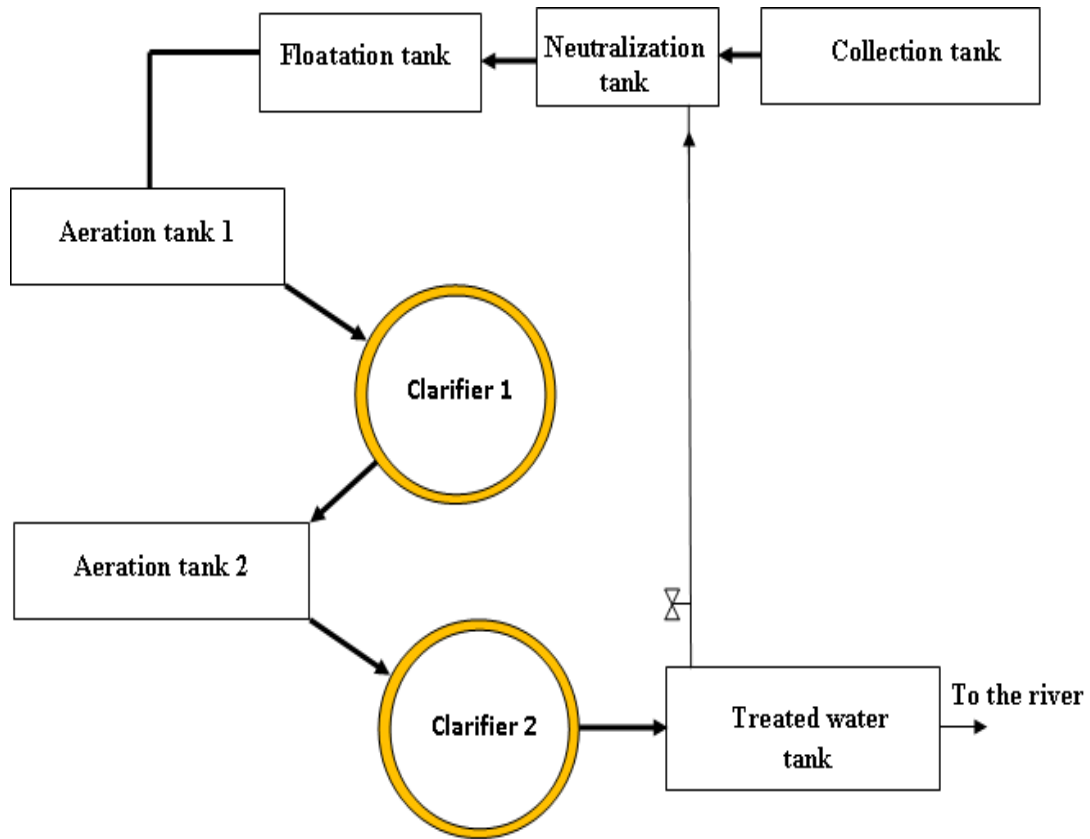 Floatation tank
Neutralization
tank
Collection tank
Aeration tank 1
Clarifier 1
Aeration tank 2
Clarifier 2
Treated water
tank
To the river